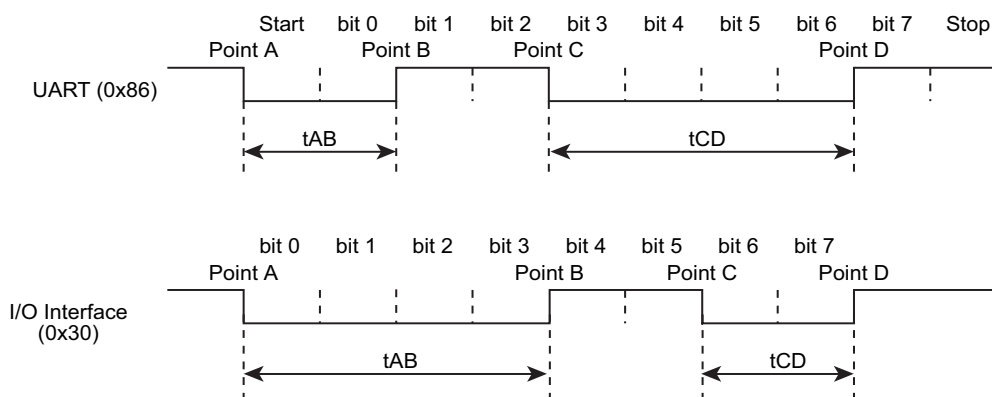 Start bit 0 bit 1 bit 2 bit 3 bit 4 bit 5 bit 6 bit 7 Stop
Point A Point B Point C Point D
UART (0x86)
tAB tCD
bit 0 bit 1 bit 2 bit 3 bit 4 bit 5 bit 6 bit 7
Point A Point B Point C Point D
I/O Interface
(0x30)
tAB tCD